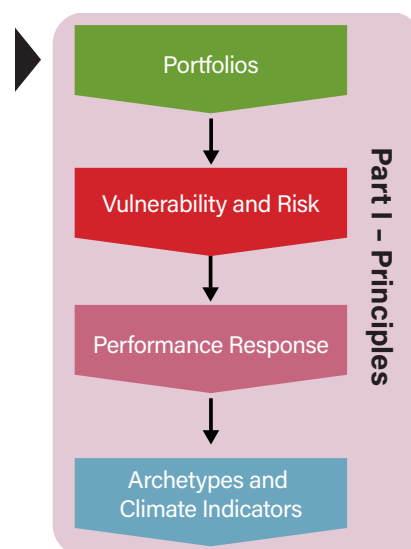 Portfolios
Vulnerability and Risk
Performance Response
Archetypes and
Climate Indicators
Part I – Principles